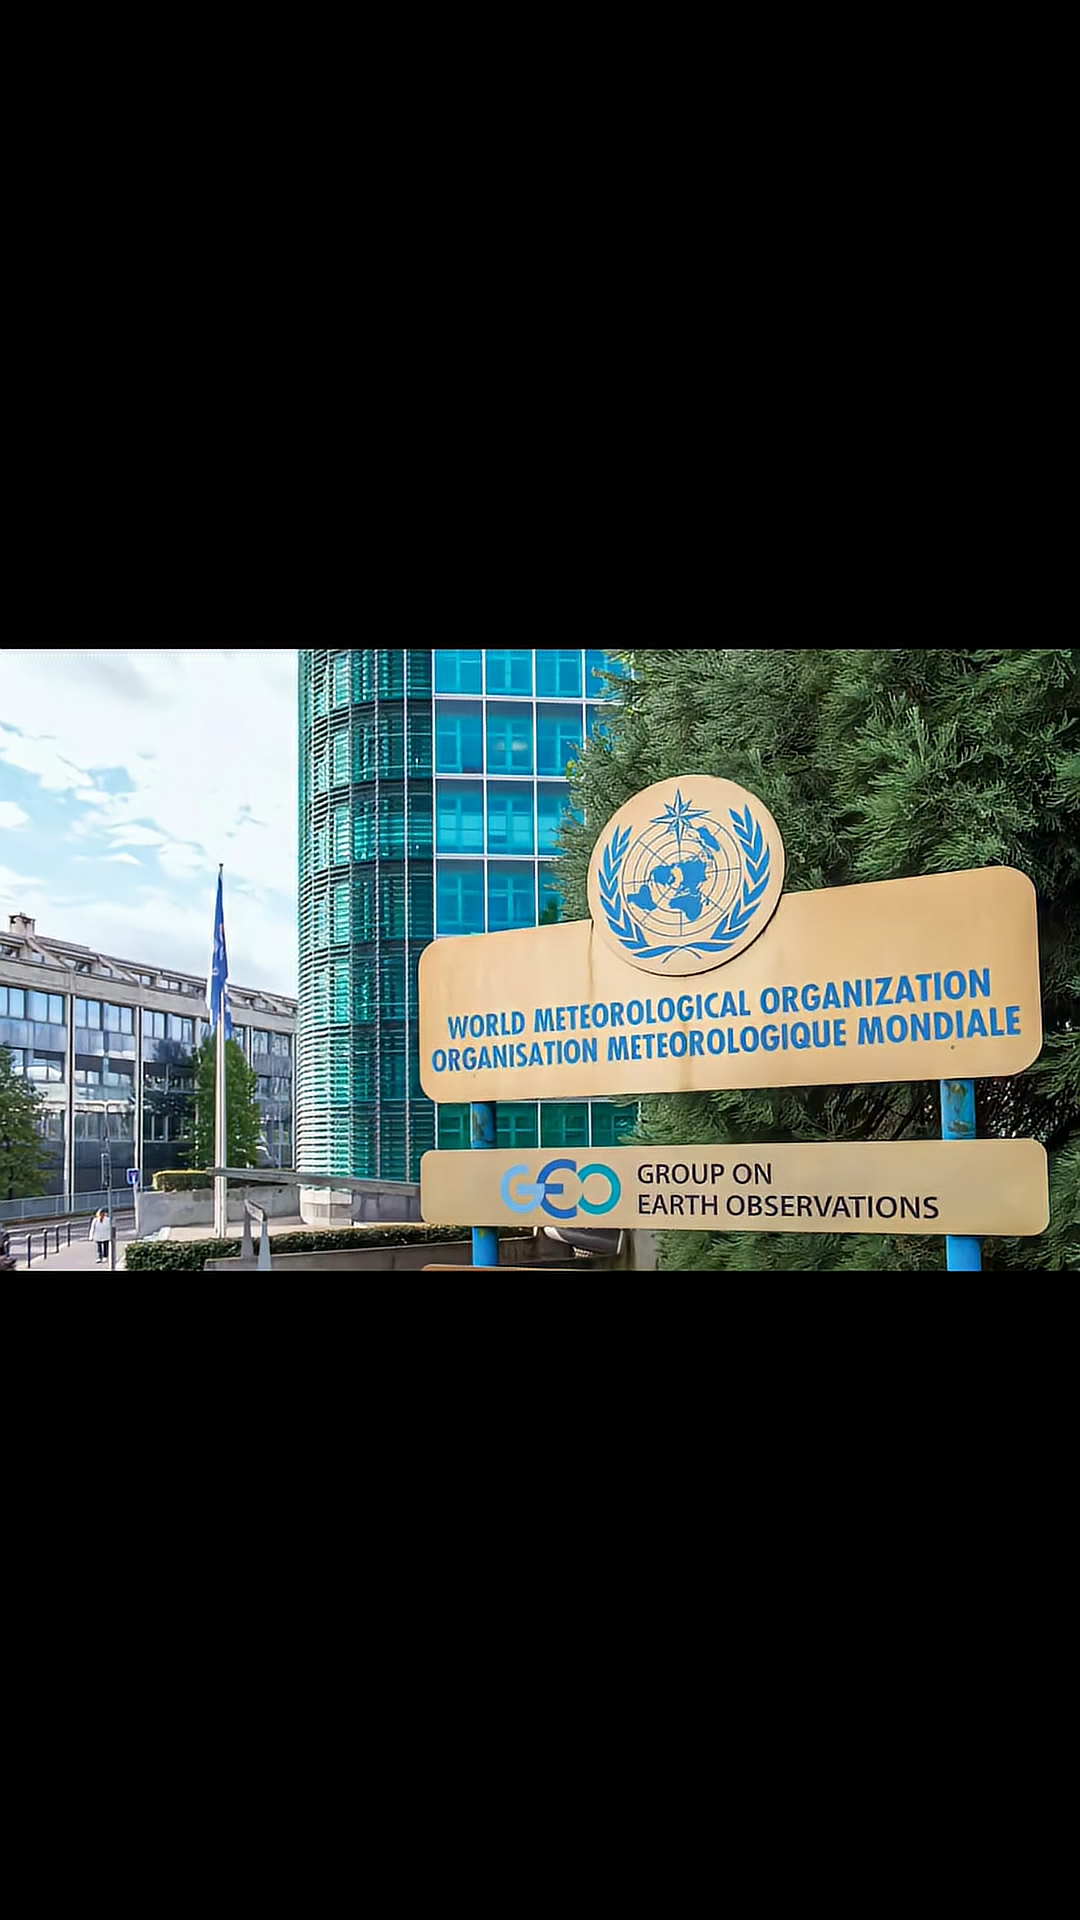 WORLD METEOROLOGICAL ORGANIZATION
ORGANISATION METEOROLOGIQUE MONDIALE
GEO
GROUP ON
EARTH OBSERVATIONS